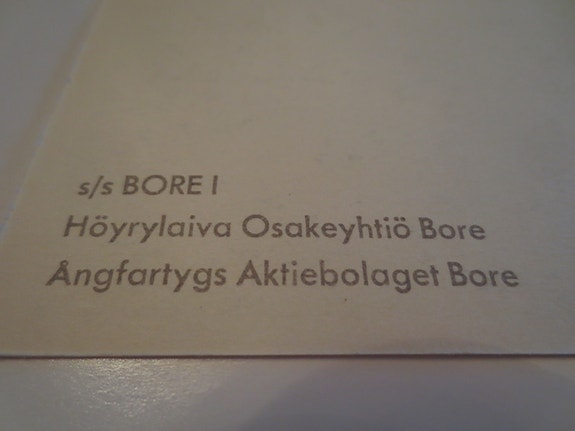 s/s BORE I
Höyrylaiva Osakeyhtiö Bore
Ångfartygs Aktiebolaget Bore